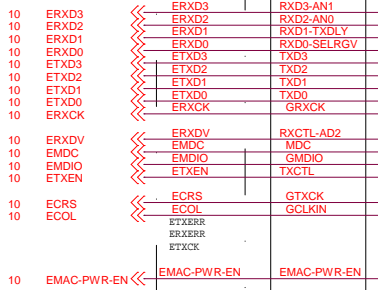 10 ERXD3 ERXD3 RXD3-AN1
10 ERXD2 ERXD2 RXD2-AN0
10 ERXD1 ERXD1 RXD1-TXDLY
10 ERXD0 ERXD0 RXD0-SELRGV
10 ETXD3 ETXD3 TXD3
10 ETXD2 ETXD2 TXD2
10 ETXD1 ETXD1 TXD1
10 ETXD0 ETXD0 TXD0
10 ERXCK ERXCK GRXCK
10 ERXDV ERXDV RXCTL-AD2
10 EMDC EMDC MDC
10 EMDIO EMDIO GMDIO
10 ETXEN ETXEN TXCTL
10 ECRS ECRS GTXCK
10 ECOL ECOL GCLKIN
ETXERR
ERXERR
ETXCK
10 EMAC-PWR-EN EMAC-PWR-EN EMAC-PWR-EN